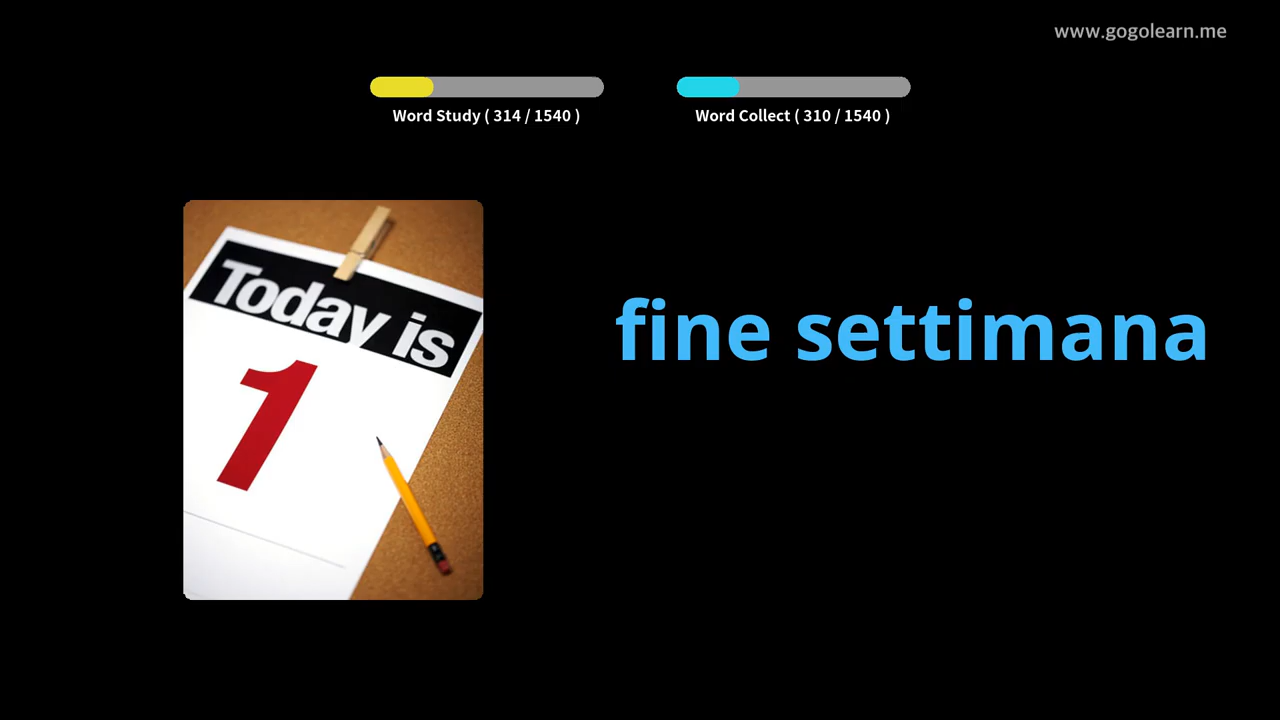 www.gogolearn.me
Word Study ( 314 / 1540 )
Word Collect ( 310 / 1540 )
Today is
1
fine settimana